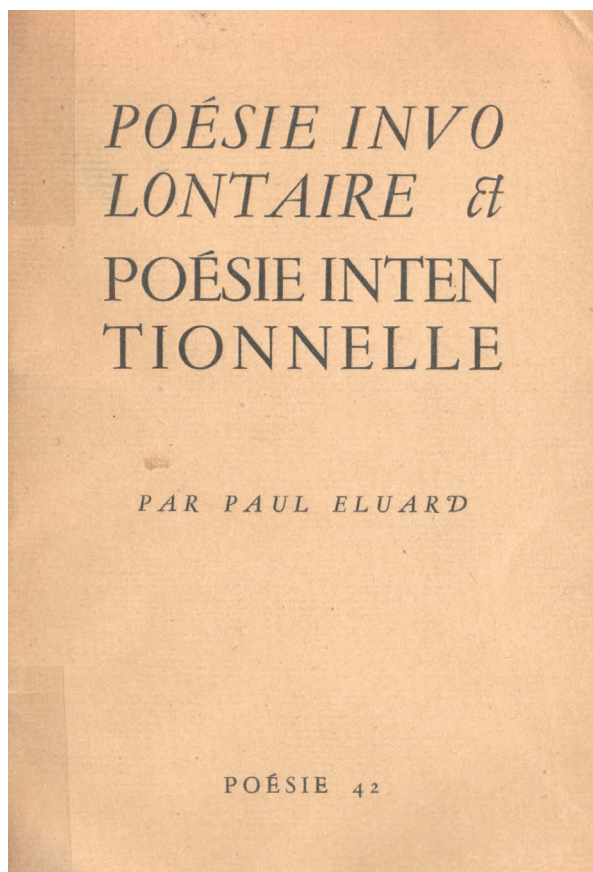 POÉSIE INVO
LONTAIRE &
POÉSIE INTEN
TIONNELLE
PAR PAUL ELUARD
POÉSIE 42